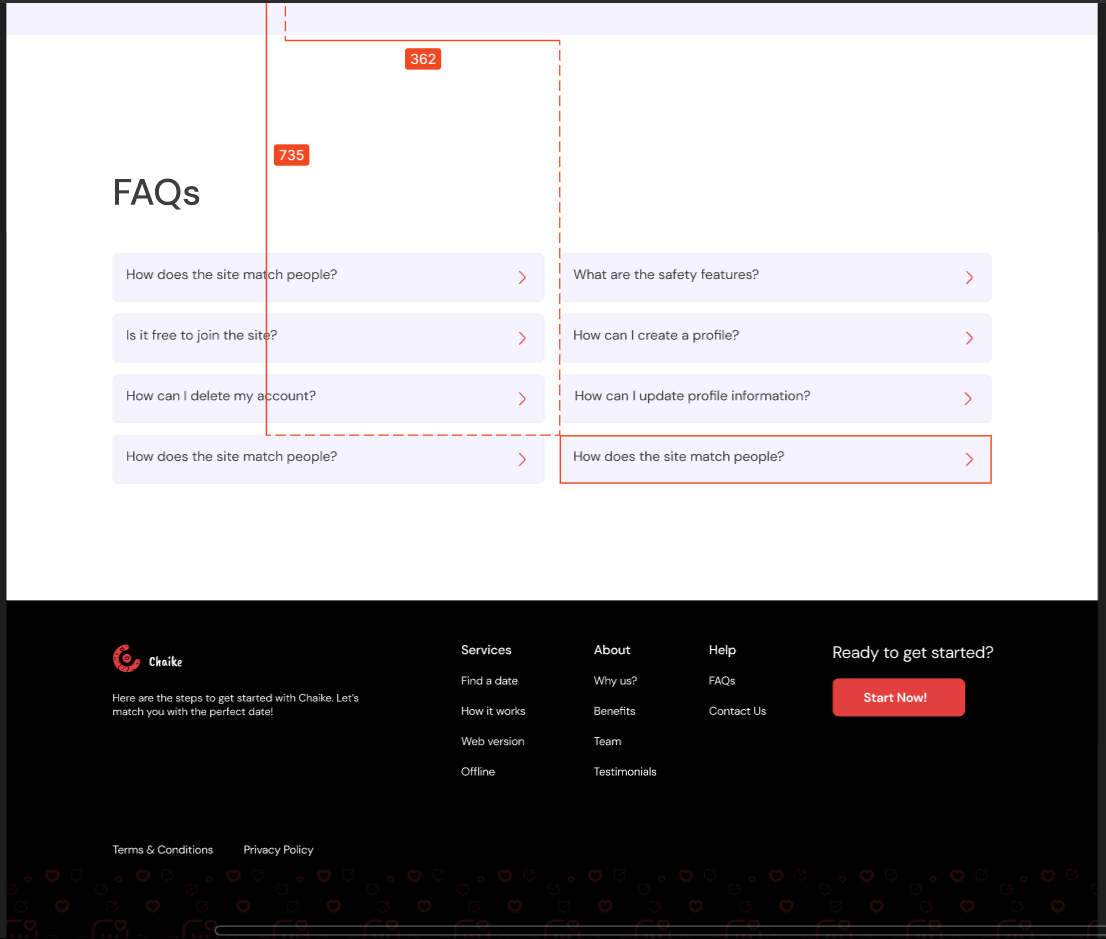 362
735
FAQs
How does the site match people?
What are the safety features?
Is it free to join the site?
How can I create a profile?
How can I delete my account?
How can I update profile information?
How does the site match people?
How does the site match people?
Chaike
Here are the steps to get started with Chaike. Let's
match you with the perfect date!
Services
Find a date
How it works
Web version
Offline
About
Why us?
Benefits
Team
Testimonials
Help
FAQs
Contact Us
Ready to get started?
Start Now!
Terms & Conditions
Privacy Policy